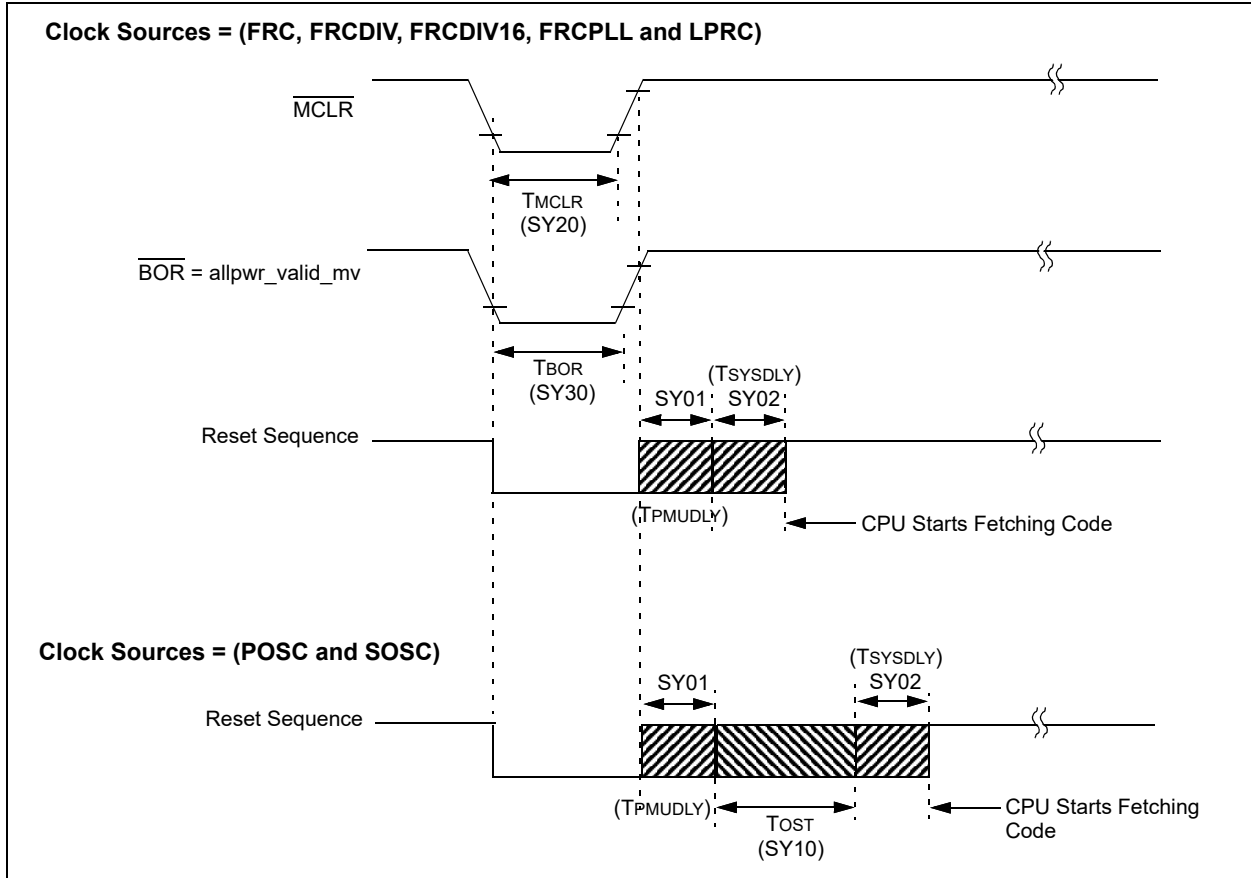 Clock Sources = (FRC, FRCDIV, FRCDIV16, FRCPLL and LPRC)
MCLR
TMCLR
(SY20)
BOR = allpwr_valid_mv
TBOR
(SY30)
(TSYSDLY)
SY01
SY02
Reset Sequence
(TPMUDLY)
CPU Starts Fetching Code
Clock Sources = (POSC and SOSC)
(TSYSDLY)
SY01
SY02
Reset Sequence
(TPMUDLY)
TOST
(SY10)
CPU Starts Fetching
Code